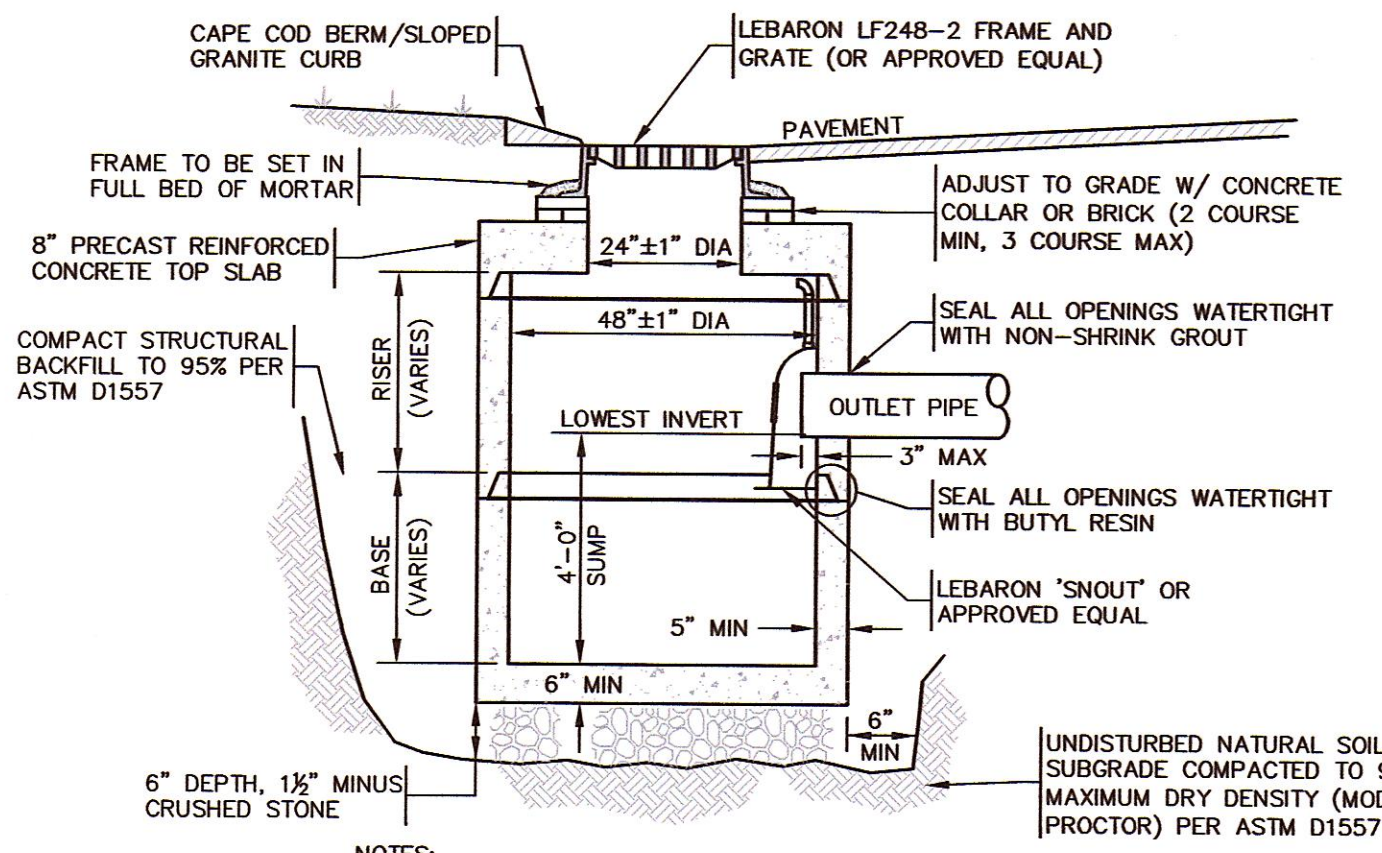 CAPE COD BERM/SLOPED
GRANITE CURB
LEBARON LF248-2 FRAME AND
GRATE (OR APPROVED EQUAL)
PAVEMENT
FRAME TO BE SET IN
FULL BED OF MORTAR
ADJUST TO GRADE W/ CONCRETE
COLLAR OR BRICK (2 COURSE
MIN, 3 COURSE MAX)
8" PRECAST REINFORCED
CONCRETE TOP SLAB
24"±1" DIA
48"±1" DIA
SEAL ALL OPENINGS WATERTIGHT
WITH NON-SHRINK GROUT
COMPACT STRUCTURAL
BACKFILL TO 95% PER
ASTM D1557
RISER
(VARIES)
OUTLET PIPE
LOWEST INVERT
3" MAX
SEAL ALL OPENINGS WATERTIGHT
WITH BUTYL RESIN
BASE
(VARIES)
4'-0"
SUMP
LEBARON 'SNOUT' OR
APPROVED EQUAL
5" MIN
6" MIN
6"
MIN
6" DEPTH, 1½" MINUS
CRUSHED STONE
UNDISTURBED NATURAL SOIL
SUBGRADE COMPACTED TO
MAXIMUM DRY DENSITY (MOD
PROCTOR) PER ASTM D1557
NOTES: